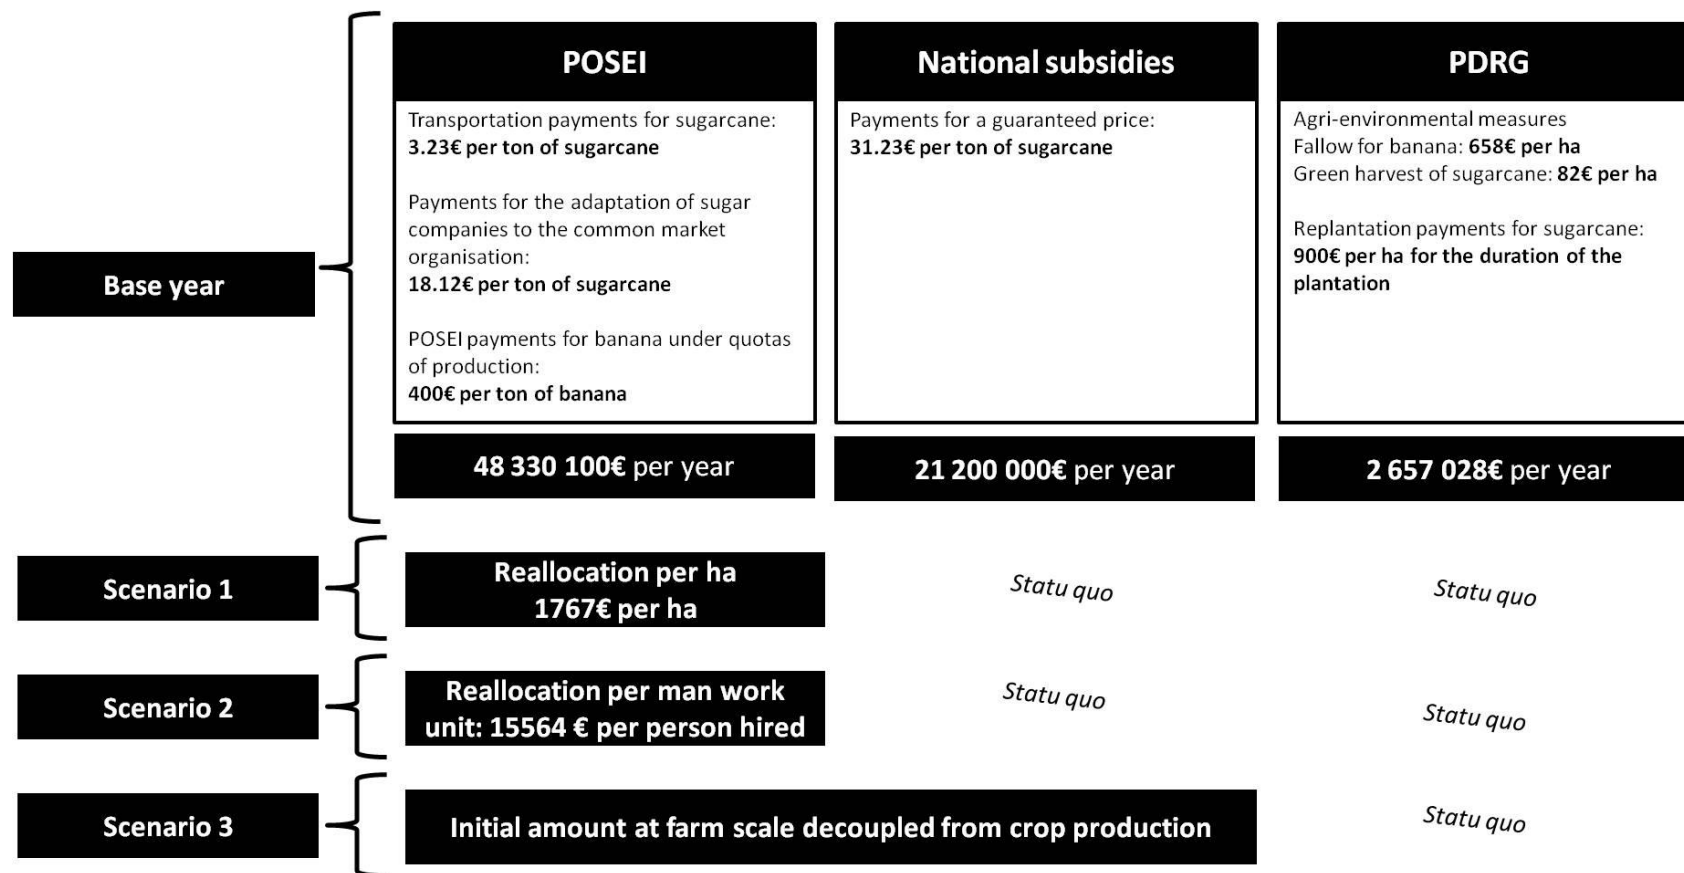 POSEI
National subsidies
PDRG
Base year
Transportation payments for sugarcane:
3.23€ per ton of sugarcane
Payments for the adaptation of sugar
companies to the common market
organisation:
18.12€ per ton of sugarcane
POSEI payments for banana under quotas
of production:
400€ per ton of banana
Payments for a guaranteed price:
31.23€ per ton of sugarcane
Agri-environmental measures
Fallow for banana: 658€ per ha
Green harvest of sugarcane: 82€ per ha
Replantation payments for sugarcane:
900€ per ha for the duration of the
plantation
48 330 100€ per year
21 200 000€ per year
2 657 028€ per year
Scenario 1
Reallocation per ha
1767€ per ha
Statu quo
Statu quo
Scenario 2
Reallocation per man work
unit: 15564 € per person hired
Statu quo
Statu quo
Scenario 3
Initial amount at farm scale decoupled from crop production
Statu quo